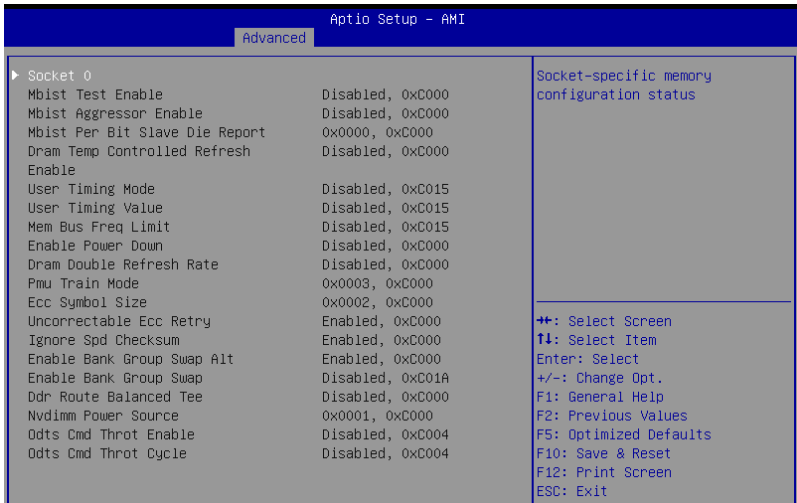 Aptio Setup – AMI
Advanced
Socket 0
Mbist Test Enable Disabled, 0xC000
Mbist Aggressor Enable Disabled, 0xC000
Mbist Per Bit Slave Die Report 0x0000, 0xC000
Dram Temp Controlled Refresh Disabled, 0xC000
Enable
User Timing Mode Disabled, 0xC015
User Timing Value Disabled, 0xC015
Mem Bus Freq Limit Disabled, 0xC015
Enable Power Down Disabled, 0xC000
Dram Double Refresh Rate Disabled, 0xC000
Pmu Train Mode 0x0003, 0xC000
Ecc Symbol Size 0x0002, 0xC000
Uncorrectable Ecc Retry Enabled, 0xC000
Ignore Spd Checksum Enabled, 0xC000
Enable Bank Group Swap Alt Enabled, 0xC000
Enable Bank Group Swap Disabled, 0xC01A
Ddr Route Balanced Tee Disabled, 0xC000
Nvdimm Power Source 0x0001, 0xC000
Odts Cmd Throt Enable Disabled, 0xC004
Odts Cmd Throt Cycle Disabled, 0xC004
Socket-specific memory
configuration status
→←: Select Screen
↑↓: Select Item
Enter: Select
+/-: Change Opt.
F1: General Help
F2: Previous Values
F5: Optimized Defaults
F10: Save & Reset
F12: Print Screen
ESC: Exit